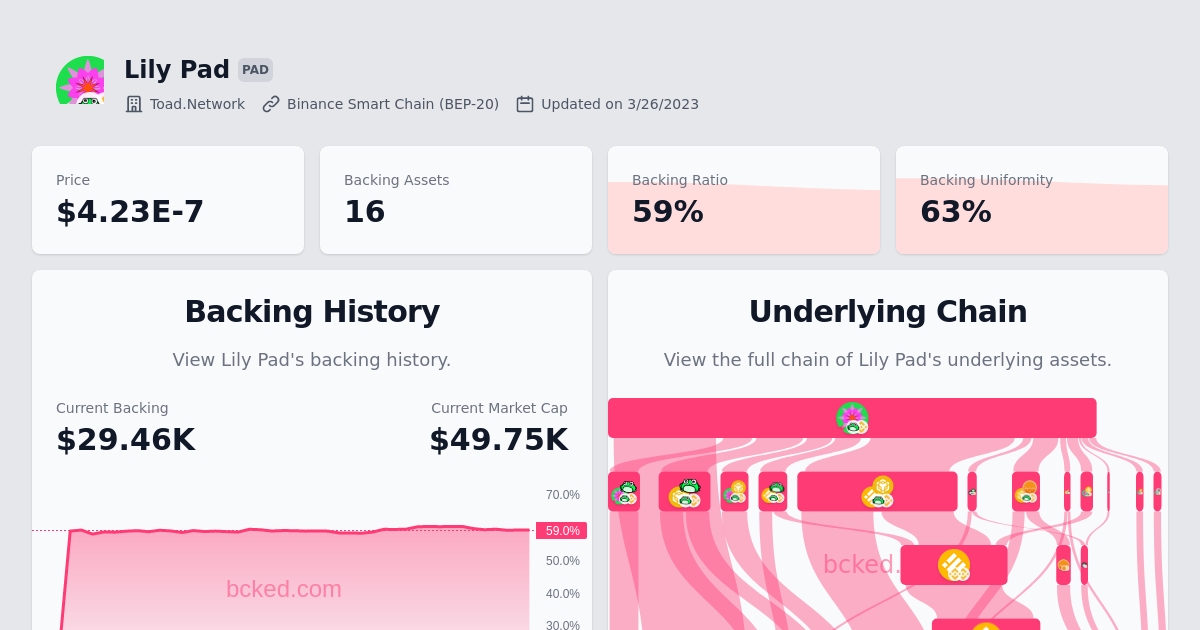 Lily Pad PAD
Toad.Network Binance Smart Chain (BEP-20) Updated on 3/26/2023
Price
$4.23E-7
Backing Assets
16
Backing Ratio
59%
Backing Uniformity
63%
Backing History
View Lily Pad's backing history.
Current Backing
$29.46K
Current Market Cap
$49.75K
70.0%
59.0%
50.0%
40.0%
30.0%
bcked.com
Underlying Chain
View the full chain of Lily Pad's underlying assets.
bcked.